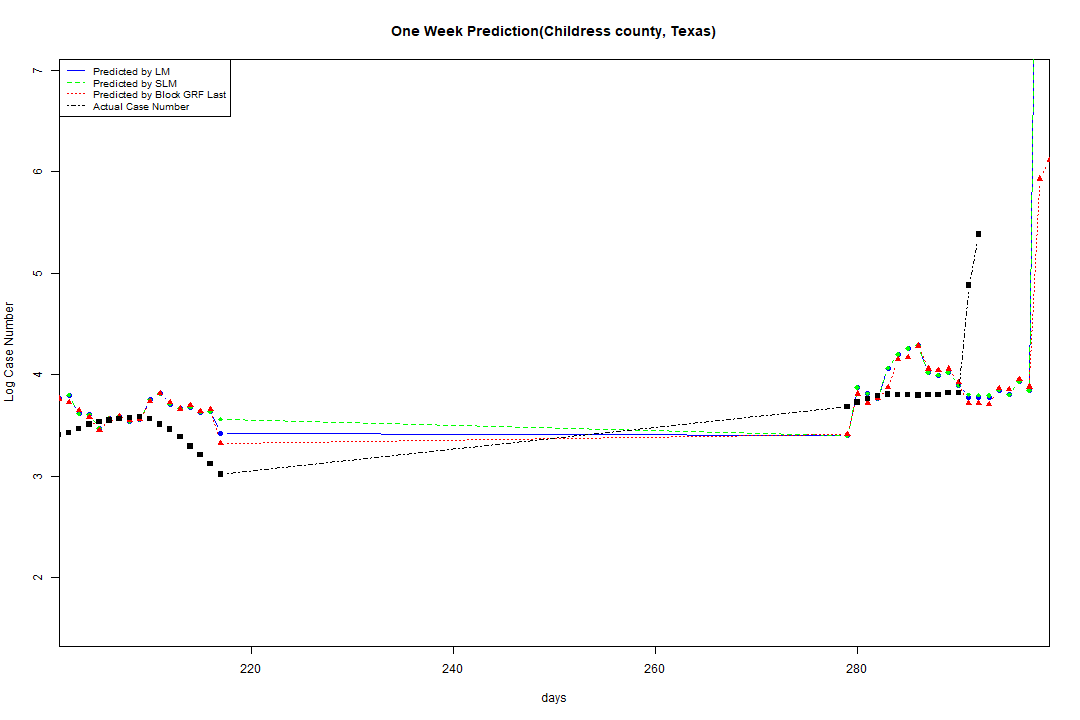 One Week Prediction(Childress county, Texas)
Predicted by LM
Predicted by SLM
Predicted by Block GRF Last
Actual Case Number
7
6
5
4
3
2
Log Case Number
220 240 260 280
days